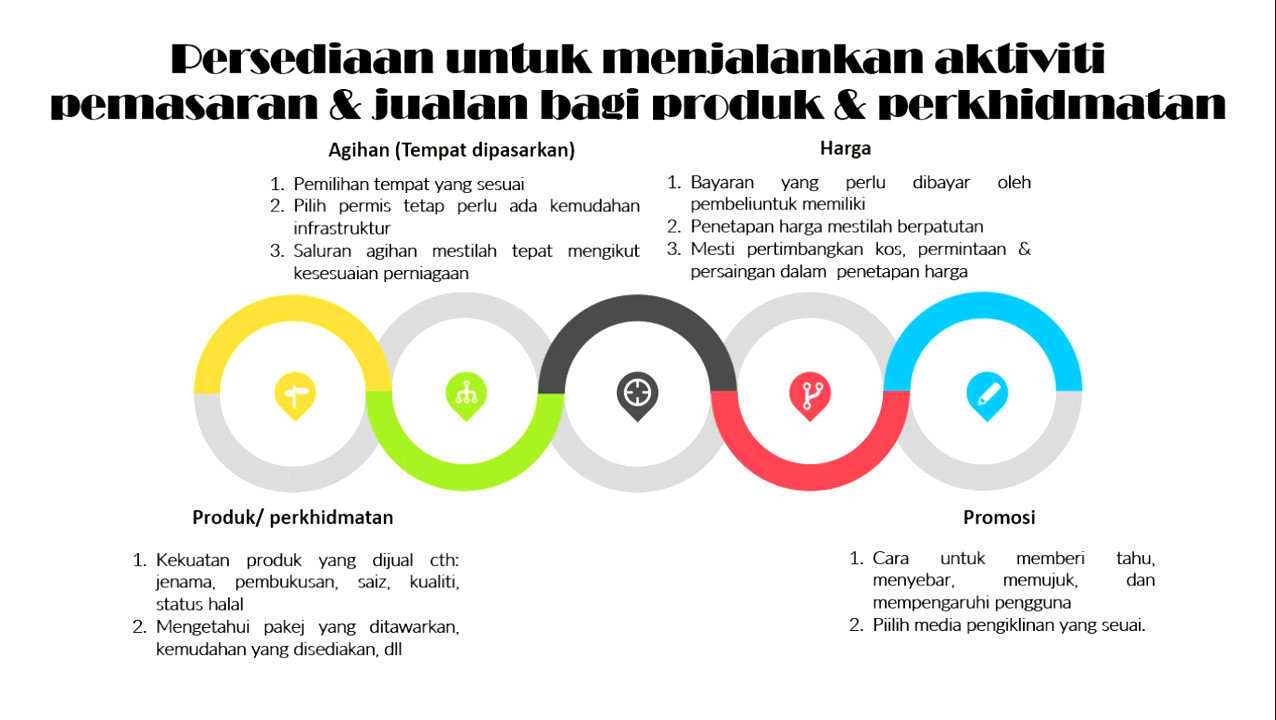 Persediaan untuk menjalankan aktiviti
pemasaran & jualan bagi produk & perkhidmatan
Agihan (Tempat dipasarkan)
1. Pemilihan tempat yang sesuai
2. Pilih permis tetap perlu ada kemudahan
infrastruktur
3. Saluran agihan mestilah tepat mengikut
kesesuaian perniagaan
Harga
1. Bayaran yang perlu dibayar oleh
pembeliuntuk memiliki
2. Penetapan harga mestilah berpatutan
3. Mesti pertimbangkan kos, permintaan &
persaingan dalam penetapan harga
Produk/ perkhidmatan
1. Kekuatan produk yang dijual cth:
jenama, pembukusan, saiz, kualiti,
status halal
2. Mengetahui pakej yang ditawarkan,
kemudahan yang disediakan, dll
Promosi
1. Cara untuk memberi tahu,
menyebar, memujuk, dan
mempengaruhi pengguna
2. Piilih media pengiklinan yang seuai.